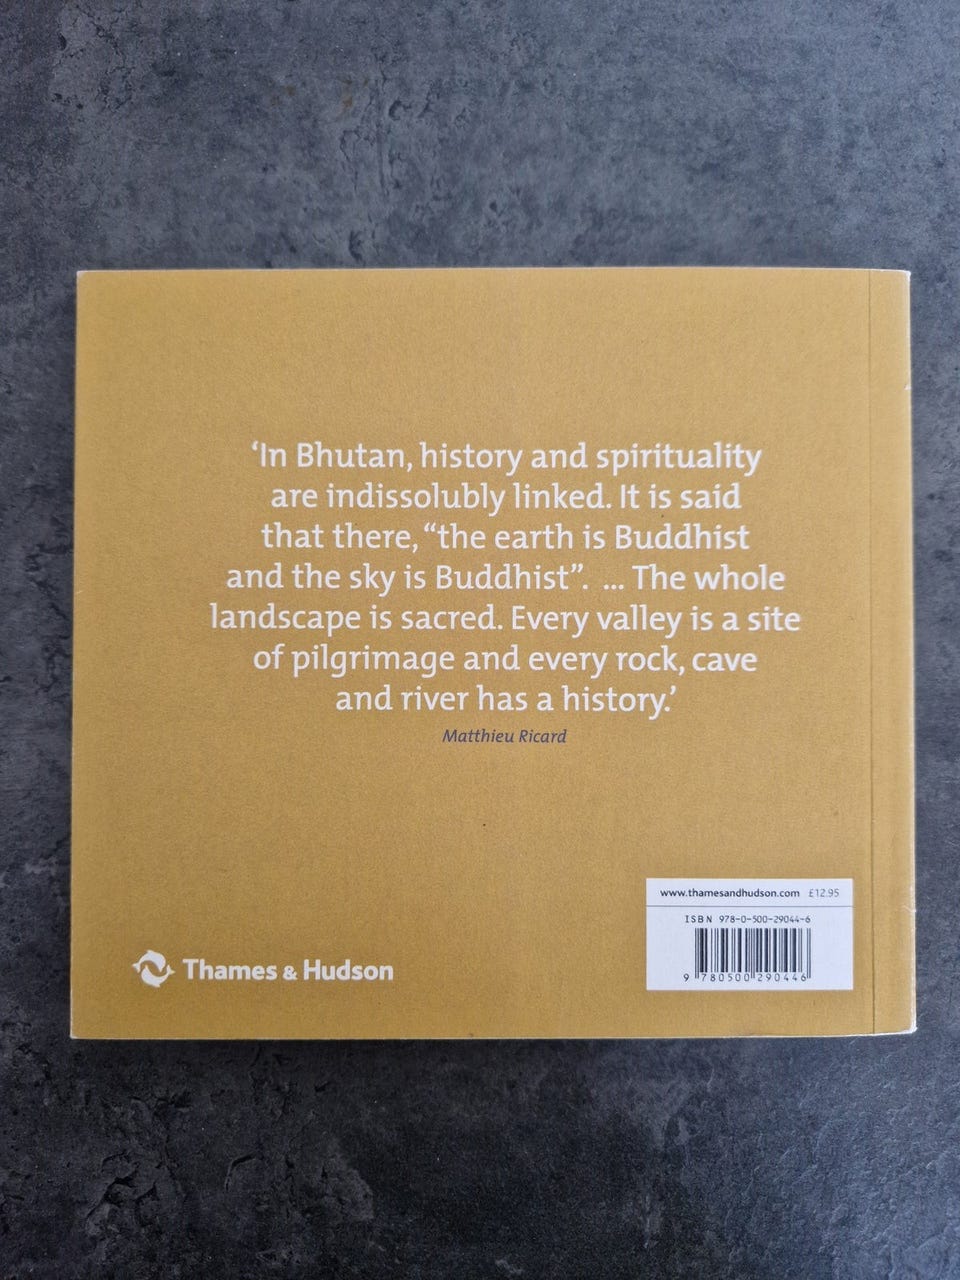 ‘In Bhutan, history and spirituality
are indissolubly linked. It is said
that there, “the earth is Buddhist
and the sky is Buddhist”.  ... The whole
landscape is sacred. Every valley is a site
of pilgrimage and every rock, cave
and river has a history.’
Matthieu Ricard
www.thamesandhudson.com £12.95
ISBN 978-0-500-29044-6
9 780500 290446
Thames & Hudson